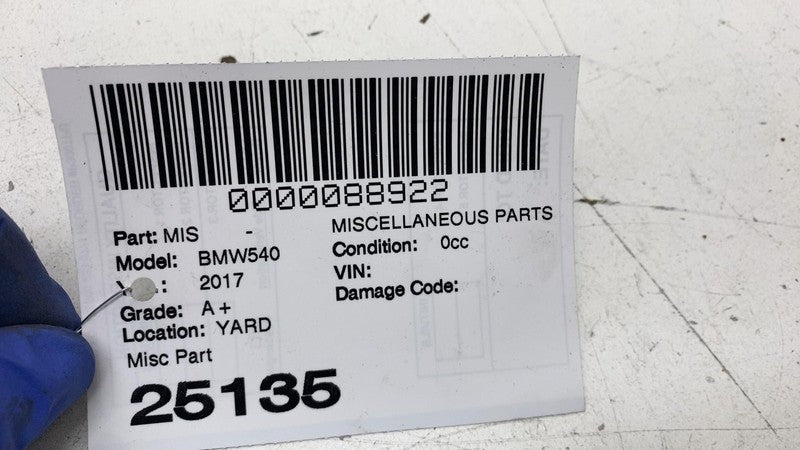 0000088922
Part: MIS - MISCELLANEOUS PARTS
Model: BMW540 Condition: 0cc
: 2017 VIN:
Grade: A+ Damage Code:
Location: YARD
Misc Part
25135